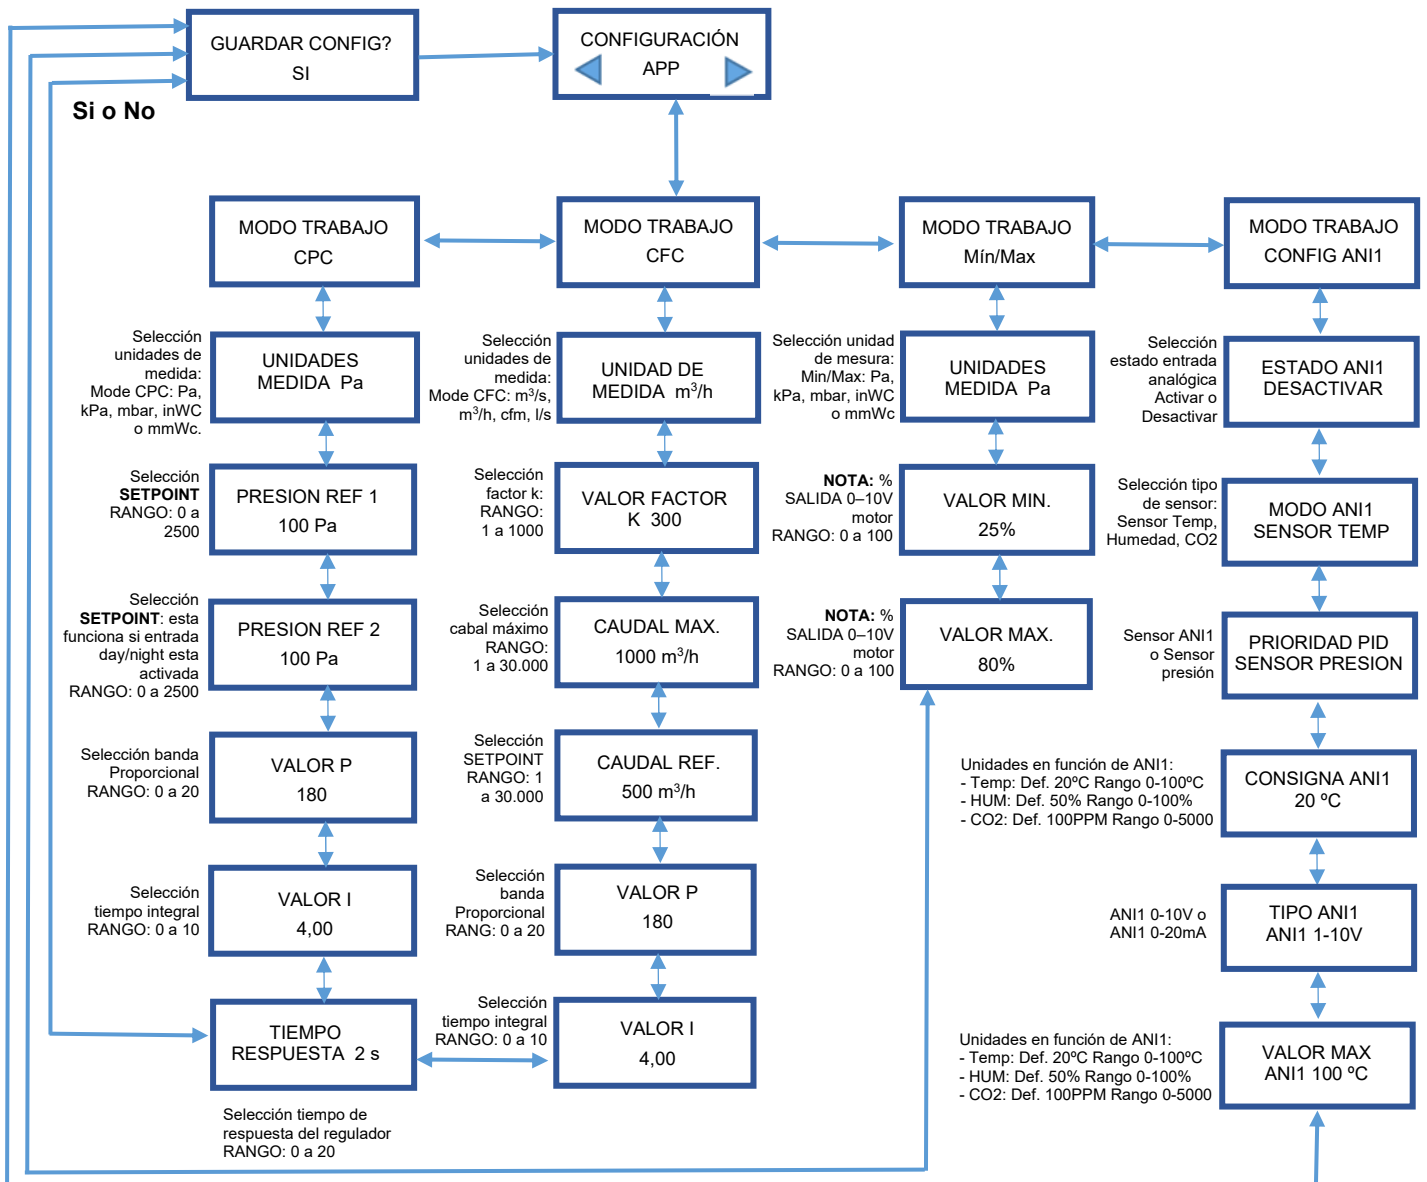 GUARDAR CONFIG?
SI
CONFIGURACIÓN
APP
Si o No
MODO TRABAJO
CPC
MODO TRABAJO
CFC
MODO TRABAJO
Mín/Max
MODO TRABAJO
CONFIG ANI1
Selección
unidades de
medida:
Mode CPC: Pa,
kPa, mbar, inWC
o mmWc.
UNIDADES
MEDIDA Pa
Selección
unidades de
medida:
Mode CFC: m³/s,
m³/h, cfm, l/s
UNIDAD DE
MEDIDA m³/h
Selección unidad
de mesura:
Min/Max: Pa,
kPa, mbar, inWC
o mmWc
UNIDADES
MEDIDA Pa
Selección
estado entrada
analógica
Activar o
Desactivar
ESTADO ANI1
DESACTIVAR
Selección
SETPOINT
RANGO: 0 a
2500
PRESION REF 1
100 Pa
Selección
factor k:
RANGO:
1 a 1000
VALOR FACTOR
K 300
NOTA: %
SALIDA 0–10V
motor
RANGO: 0 a 100
VALOR MIN.
25%
Selección tipo
de sensor:
Sensor Temp,
Humedad, CO2
MODO ANI1
SENSOR TEMP
Selección
SETPOINT: esta
funciona si entrada
day/night esta
activada
RANGO: 0 a 2500
PRESION REF 2
100 Pa
Selección
cabal máximo
RANGO:
1 a 30.000
CAUDAL MAX.
1000 m³/h
NOTA: %
SALIDA 0–10V
motor
RANGO: 0 a 100
VALOR MAX.
80%
Sensor ANI1
o Sensor
presión
PRIORIDAD PID
SENSOR PRESION
Selección banda
Proporcional
RANGO: 0 a 20
VALOR P
180
Selección
SETPOINT
RANGO: 1
a 30.000
CAUDAL REF.
500 m³/h
Unidades en función de ANI1:
- Temp: Def. 20ºC Rango 0-100ºC
- HUM: Def. 50% Rango 0-100%
- CO2: Def. 100PPM Rango 0-5000
CONSIGNA ANI1
20 ºC
Selección
tiempo integral
RANGO: 0 a 10
VALOR I
4,00
Selección
banda
Proporcional
RANG: 0 a 20
VALOR P
180
ANI1 0-10V o
ANI1 0-20mA
TIPO ANI1
ANI1 1-10V
TIEMPO
RESPUESTA 2 s
Selección
tiempo integral
RANGO: 0 a 10
VALOR I
4,00
Unidades en función de ANI1:
- Temp: Def. 20ºC Rango 0-100ºC
- HUM: Def. 50% Rango 0-100%
- CO2: Def. 100PPM Rango 0-5000
VALOR MAX
ANI1 100 ºC
Selección tiempo de
respuesta del regulador
RANGO: 0 a 20